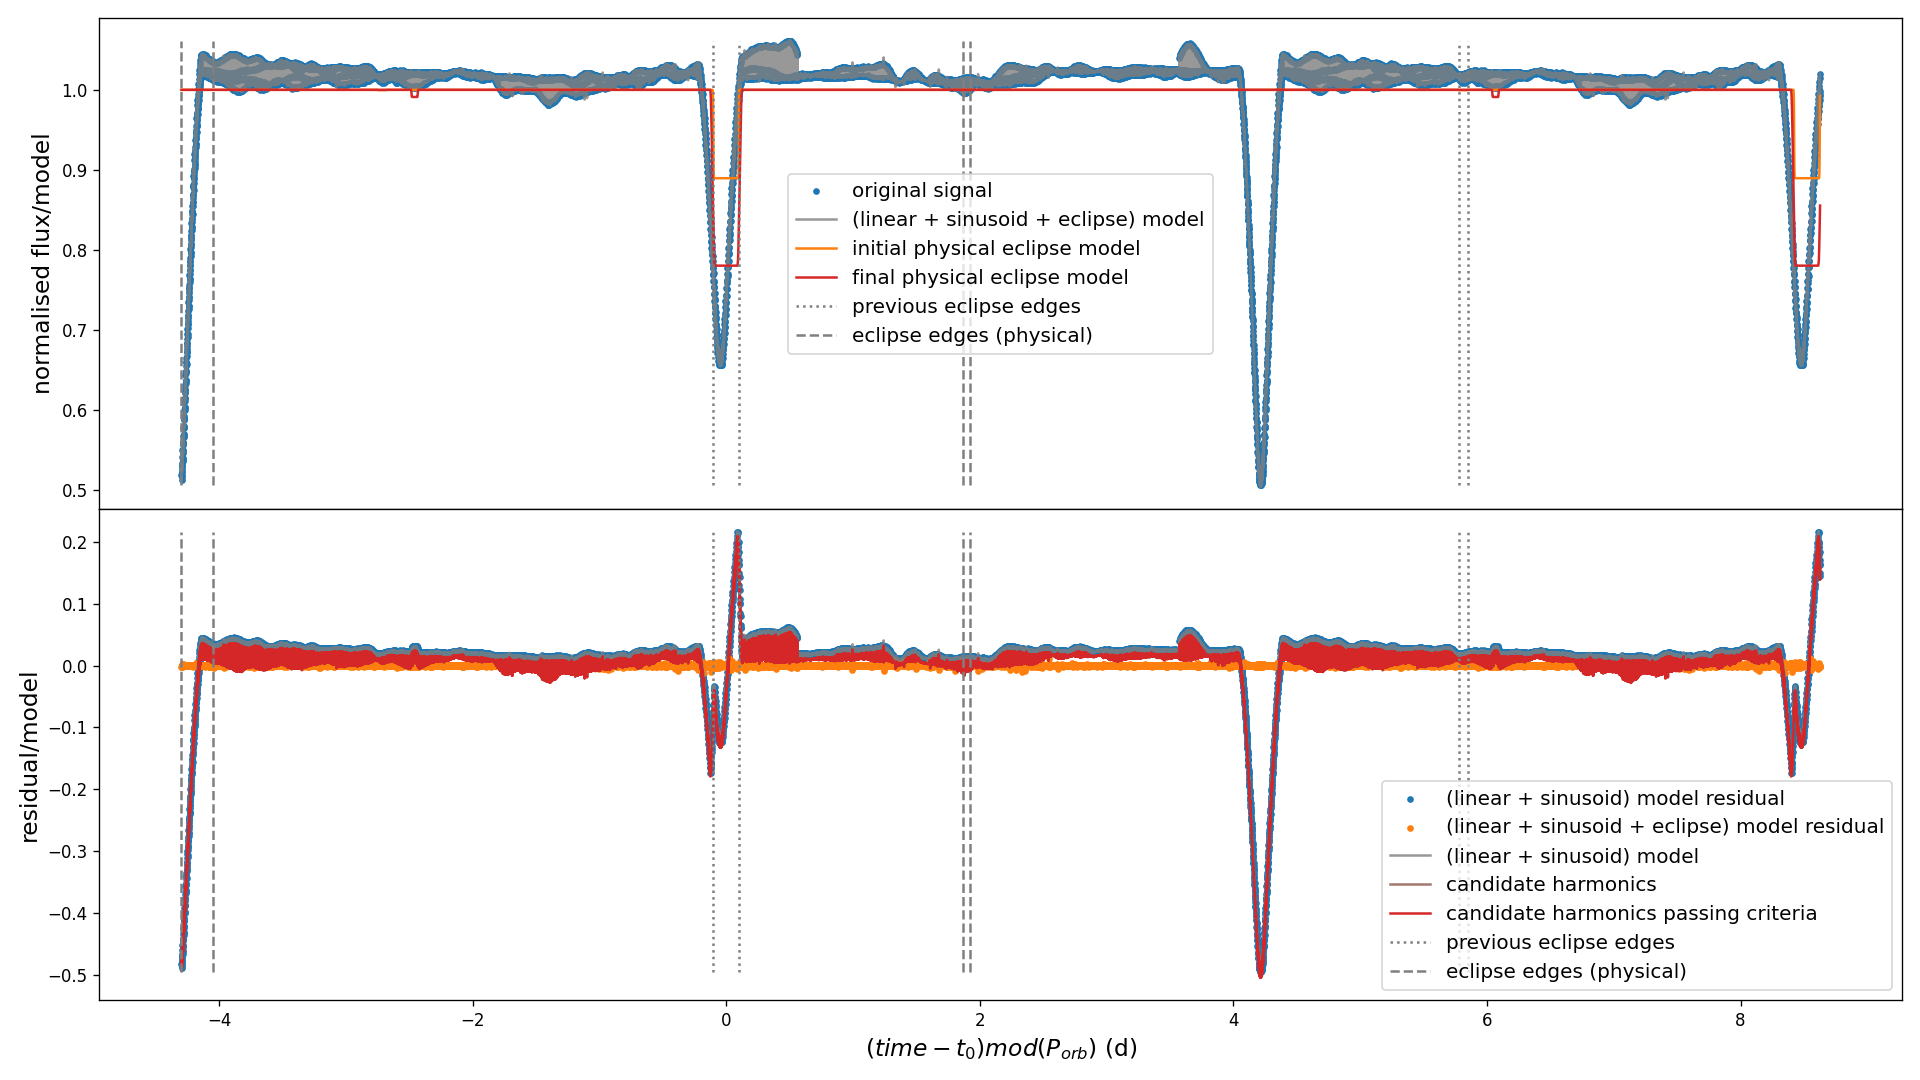 normalised flux/model
1.0
0.9
0.8
0.7
0.6
0.5
original signal
(linear + sinusoid + eclipse) model
initial physical eclipse model
final physical eclipse model
previous eclipse edges
eclipse edges (physical)
residual/model
0.2
0.1
0.0
−0.1
−0.2
−0.3
−0.4
−0.5
(linear + sinusoid) model residual
(linear + sinusoid + eclipse) model residual
(linear + sinusoid) model
candidate harmonics
candidate harmonics passing criteria
previous eclipse edges
eclipse edges (physical)
−4 −2 0 2 4 6 8
(time − t₀)mod(Pₒᵣb) (d)